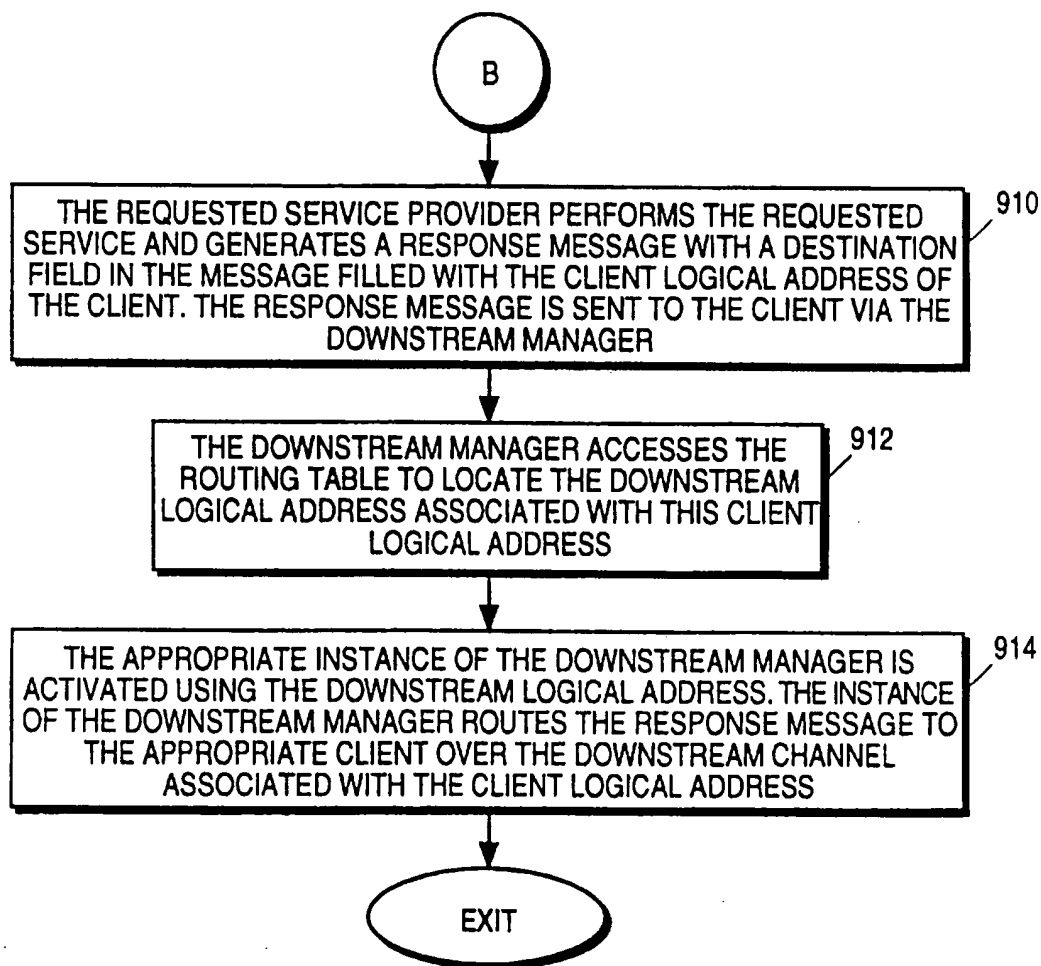 B
910
THE REQUESTED SERVICE PROVIDER PERFORMS THE REQUESTED
SERVICE AND GENERATES A RESPONSE MESSAGE WITH A DESTINATION
FIELD IN THE MESSAGE FILLED WITH THE CLIENT LOGICAL ADDRESS OF
THE CLIENT. THE RESPONSE MESSAGE IS SENT TO THE CLIENT VIA THE
DOWNSTREAM MANAGER
912
THE DOWNSTREAM MANAGER ACCESSES THE
ROUTING TABLE TO LOCATE THE DOWNSTREAM
LOGICAL ADDRESS ASSOCIATED WITH THIS CLIENT
LOGICAL ADDRESS
914
THE APPROPRIATE INSTANCE OF THE DOWNSTREAM MANAGER IS
ACTIVATED USING THE DOWNSTREAM LOGICAL ADDRESS. THE INSTANCE
OF THE DOWNSTREAM MANAGER ROUTES THE RESPONSE MESSAGE TO
THE APPROPRIATE CLIENT OVER THE DOWNSTREAM CHANNEL
ASSOCIATED WITH THE CLIENT LOGICAL ADDRESS
EXIT